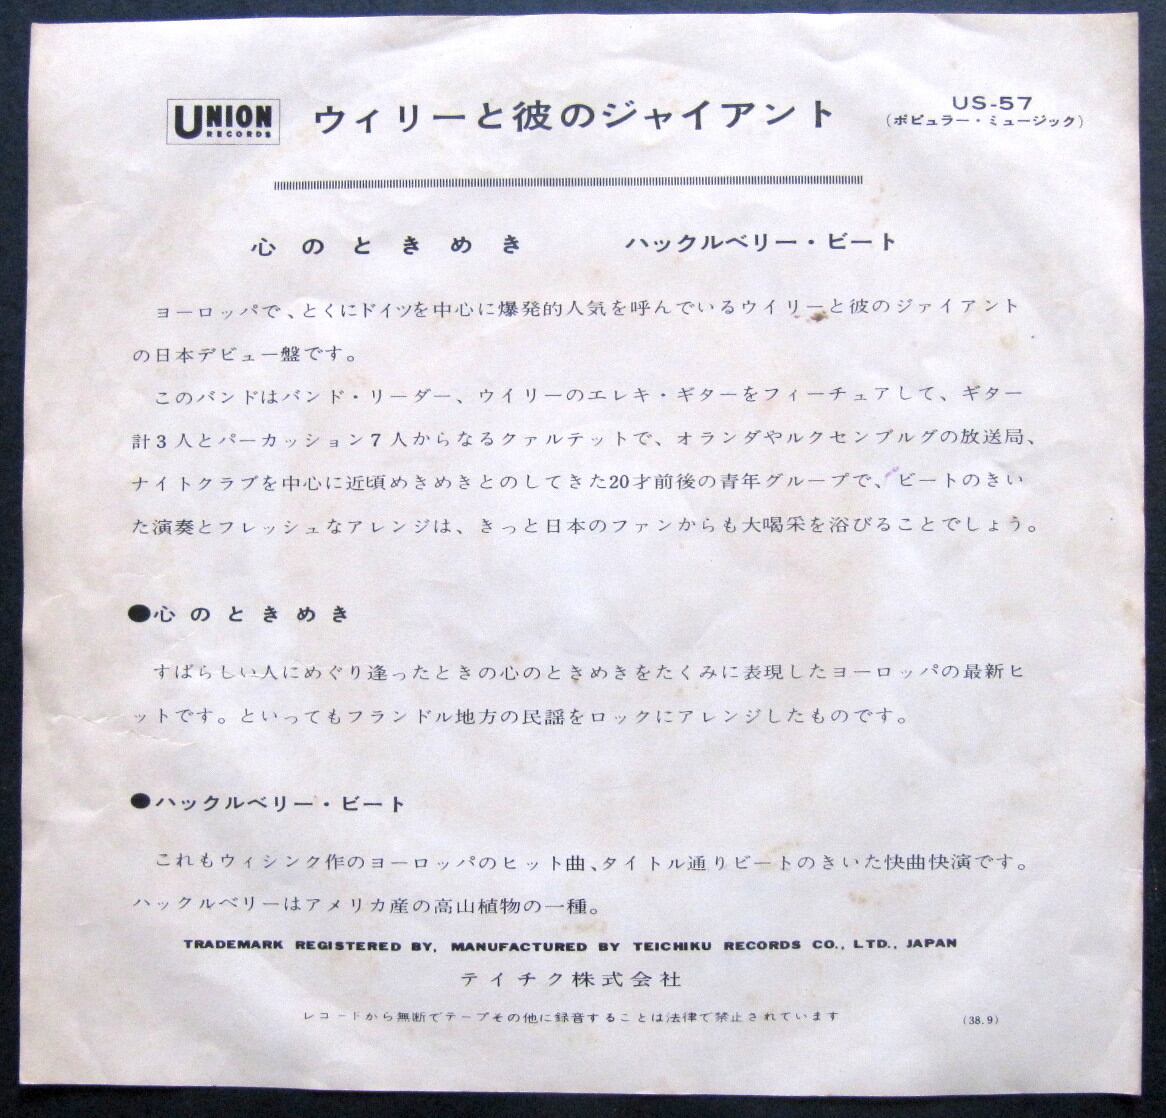 UNION
RECORDS
ウィリーと彼のジャイアント
US-57
(ポピュラー・ミュージック)
心のときめき　ハックルベリー・ビート
ヨーロッパで、とくにドイツを中心に爆発的人気を呼んでいるウイリーと彼のジァイアント
の日本デビュー盤です。
このバンドはバンド・リーダー、ウイリーのエレキ・ギターをフィーチュアして、ギター
計3人とパーカッション7人からなるクァルテットで、オランダやルクセンブルグの放送局、
ナイトクラブを中心に近頃めきめきとのしてきた20才前後の青年グループで、ビートのきい
た演奏とフレッシュなアレンジは、きっと日本のファンからも大喝采を浴びることでしょう。
●心のときめき
すばらしい人にめぐり逢ったときの心のときめきをたくみに表現したヨーロッパの最新ヒ
ットです。といってもフランドル地方の民謡をロックにアレンジしたものです。
●ハックルベリー・ビート
これもウィシンク作のヨーロッパのヒット曲、タイトル通りビートのきいた快曲快演です。
ハックルベリーはアメリカ産の高山植物の一種。
TRADEMARK REGISTERED BY, MANUFACTURED BY TEICHIKU RECORDS CO., LTD., JAPAN
テイチク株式会社
レコードから無断でテープその他に録音することは法律で禁止されています
(38.9)